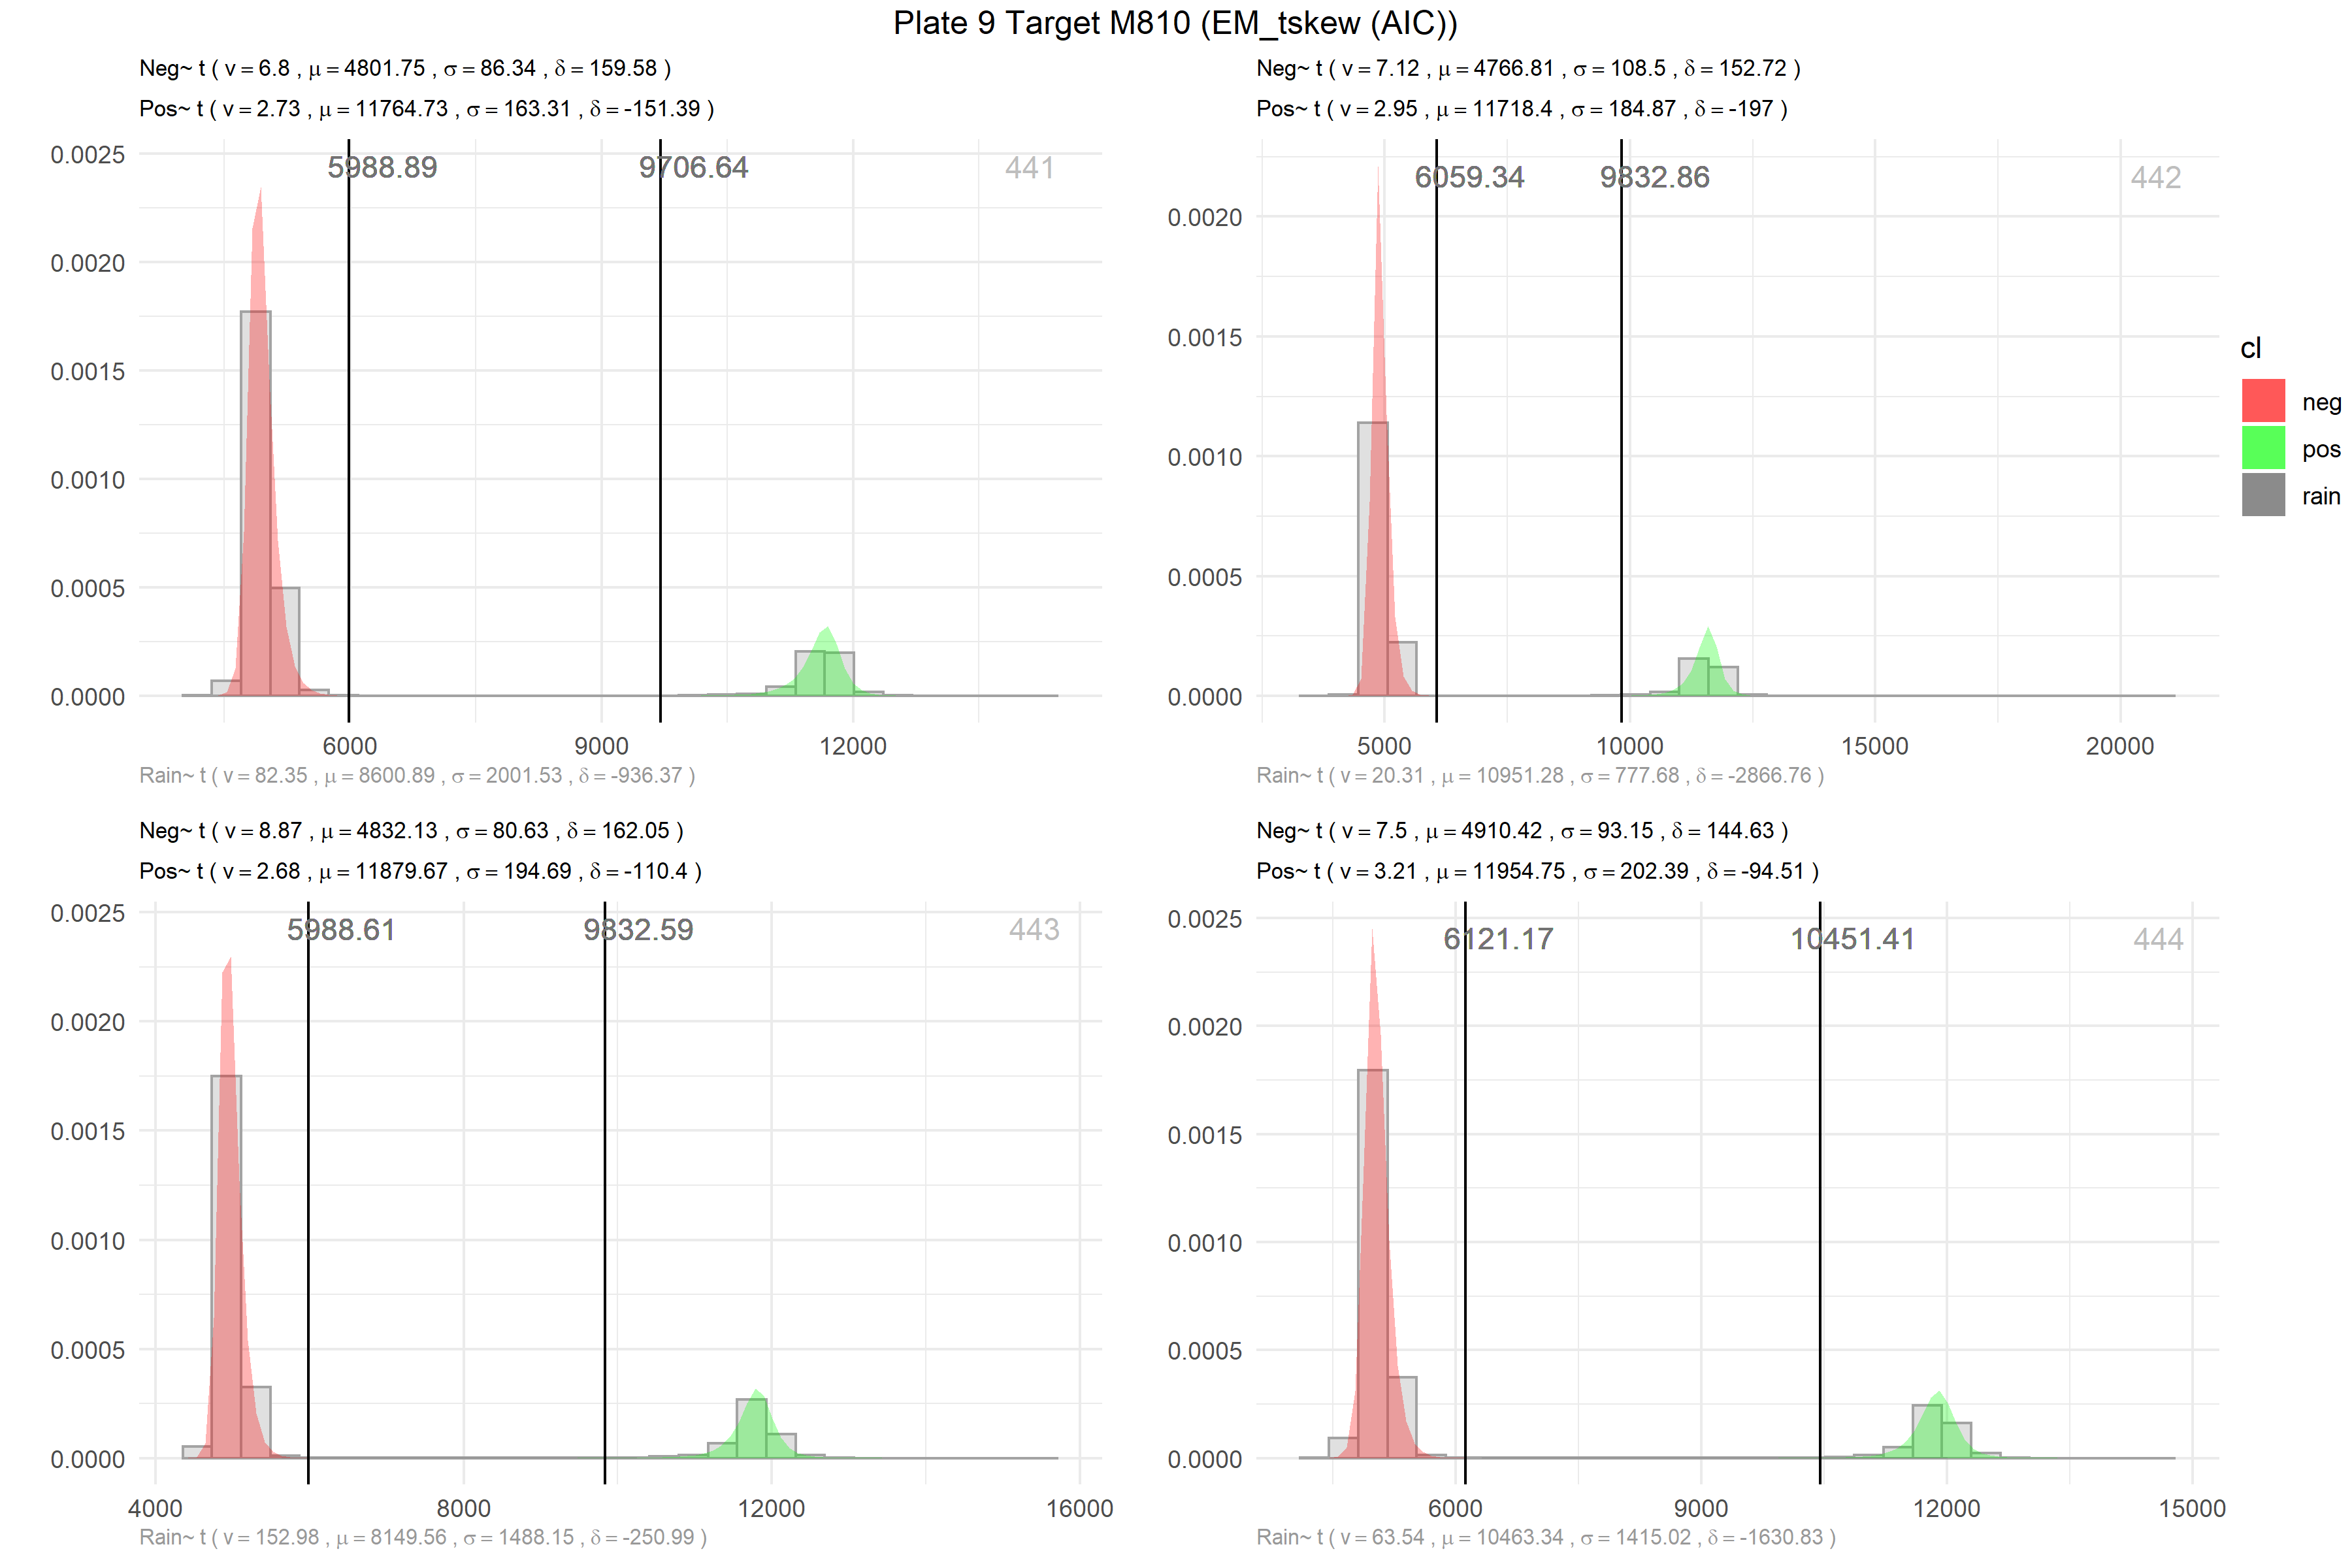 Plate 9 Target M810 (EM_tskew (AIC))
Neg~ t ( ν = 6.8 , μ = 4801.75 , σ = 86.34 , δ = 159.58 )
Pos~ t ( ν = 2.73 , μ = 11764.73 , σ = 163.31 , δ = -151.39 )
5988.89 9706.64 441
0.0025
0.0020
0.0015
0.0010
0.0005
0.0000
6000 9000 12000
Rain~ t ( ν = 82.35 , μ = 8600.89 , σ = 2001.53 , δ = -936.37 )
Neg~ t ( ν = 7.12 , μ = 4766.81 , σ = 108.5 , δ = 152.72 )
Pos~ t ( ν = 2.95 , μ = 11718.4 , σ = 184.87 , δ = -197 )
6059.34 9832.86 442
0.0020
0.0015
0.0010
0.0005
0.0000
5000 10000 15000 20000
Rain~ t ( ν = 20.31 , μ = 10951.28 , σ = 777.68 , δ = -2866.76 )
cl
neg
pos
rain
Neg~ t ( ν = 8.87 , μ = 4832.13 , σ = 80.63 , δ = 162.05 )
Pos~ t ( ν = 2.68 , μ = 11879.67 , σ = 194.69 , δ = -110.4 )
5988.61 9832.59 443
0.0025
0.0020
0.0015
0.0010
0.0005
0.0000
4000 8000 12000 16000
Rain~ t ( ν = 152.98 , μ = 8149.56 , σ = 1488.15 , δ = -250.99 )
Neg~ t ( ν = 7.5 , μ = 4910.42 , σ = 93.15 , δ = 144.63 )
Pos~ t ( ν = 3.21 , μ = 11954.75 , σ = 202.39 , δ = -94.51 )
6121.17 10451.41 444
0.0025
0.0020
0.0015
0.0010
0.0005
0.0000
6000 9000 12000 15000
Rain~ t ( ν = 63.54 , μ = 10463.34 , σ = 1415.02 , δ = -1630.83 )